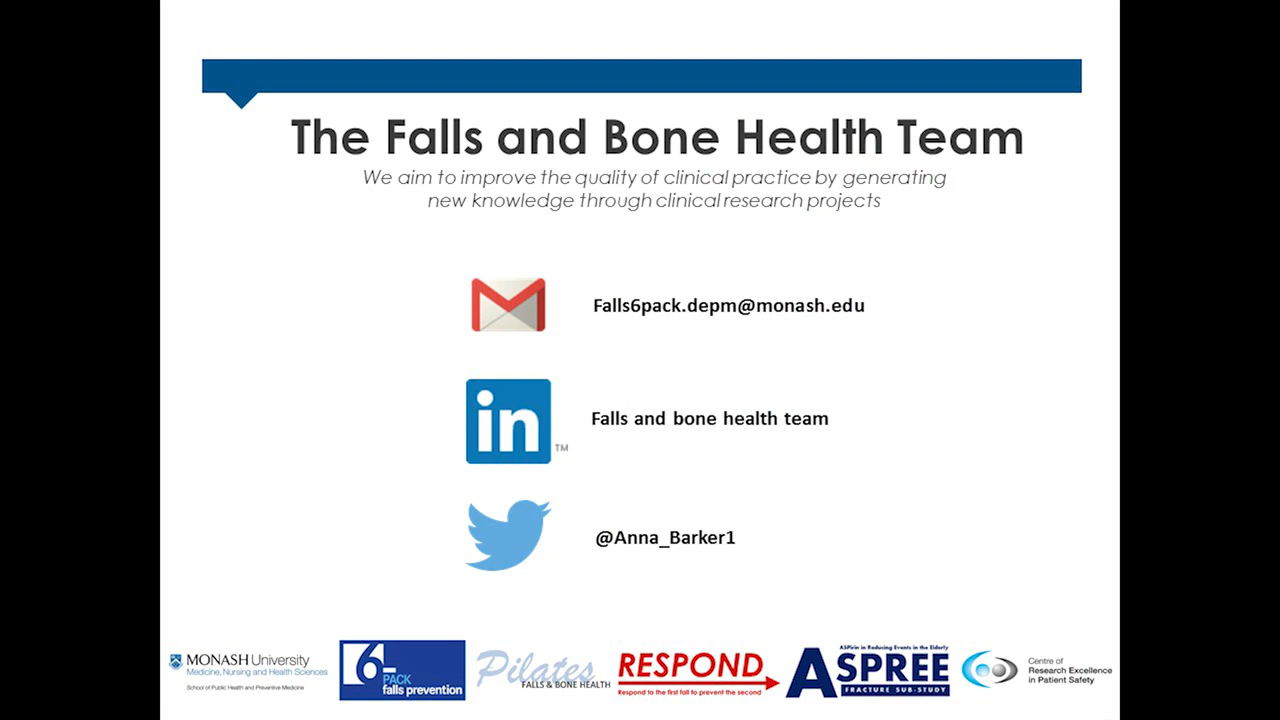 The Falls and Bone Health Team
We aim to improve the quality of clinical practice by generating
new knowledge through clinical research projects
Falls6pack.depm@monash.edu
in TM
Falls and bone health team
@Anna_Barker1
MONASH University
Medicine, Nursing and Health Sciences
School of Public Health and Preventive Medicine
6-
PACK
falls prevention
Pilates
FALLS & BONE HEALTH
RESPOND
Respond to the first fall to prevent the second
ASPirin in Reducing Events in the Elderly
ASPREE
FRACTURE SUB-STUDY
Centre of
Research Excellence
in Patient Safety